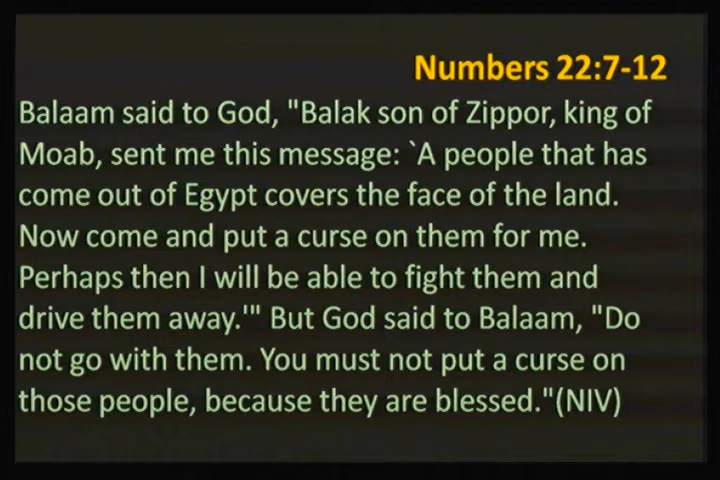 Numbers 22:7-12
Balaam said to God, "Balak son of Zippor, king of
Moab, sent me this message: `A people that has
come out of Egypt covers the face of the land.
Now come and put a curse on them for me.
Perhaps then I will be able to fight them and
drive them away.'" But God said to Balaam, "Do
not go with them. You must not put a curse on
those people, because they are blessed."(NIV)